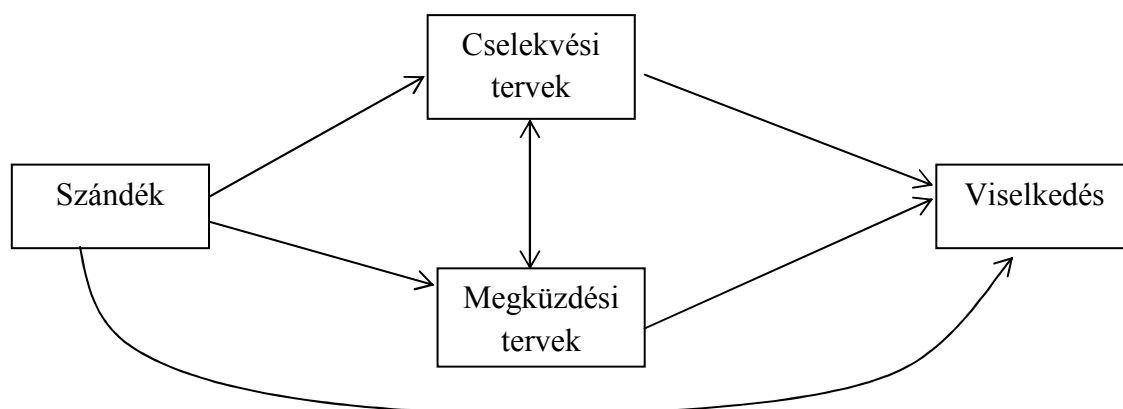 Cselekvési
tervek
Szándék
Viselkedés
Megküzdési
tervek